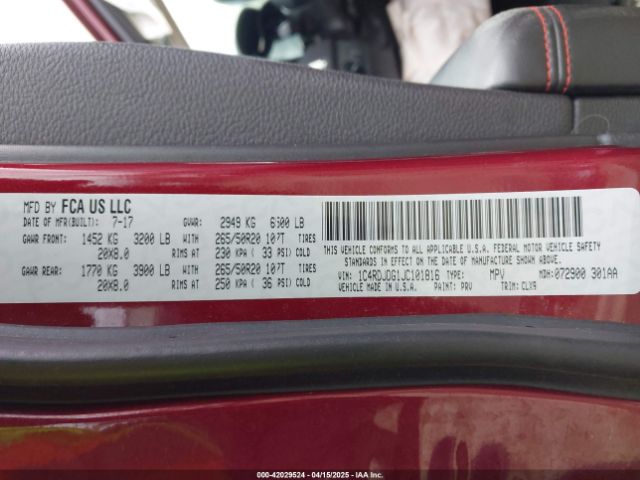 MFD BY FCA US LLC
DATE OF MFR(BUILT): 7-17 GVWR: 2949 KG 6500 LB
GAWR FRONT: 1452 KG 3200 LB WITH 265/50R20 107T TIRES
20X8.0 RIMS AT 230 KPA ( 33 PSI) COLD
GAWR REAR: 1770 KG 3900 LB WITH 265/50R20 107T TIRES
20X8.0 RIMS AT 250 KPA ( 36 PSI) COLD
THIS VEHICLE CONFORMS TO ALL APPLICABLE U.S.A. FEDERAL MOTOR VEHICLE SAFETY
STANDARDS IN EFFECT ON THE DATE OF MANUFACTURE SHOWN ABOVE.
VIN: 1C4RDJDG1JC101816 TYPE: MPV MDH: 072900 301AA
VEHICLE MADE IN U.S.A. PAINT: PRV TRIM: CLX9
000-42029524 - 04/15/2025 - IAAI.com